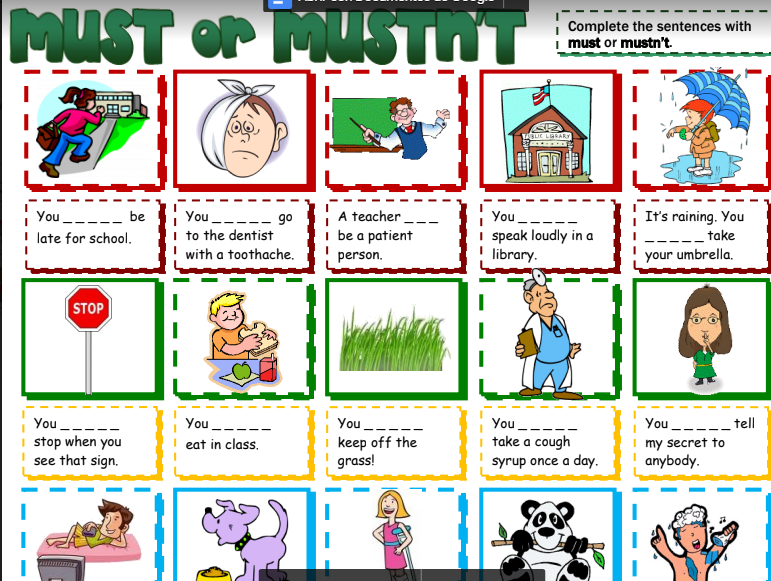 MUST or MUSTN'T
Complete the sentences with
must or mustn't.
PUBLIC LIBRARY
You _ _ _ _ _ be
late for school.
You _ _ _ _ _ go
to the dentist
with a toothache.
A teacher _ _ _
be a patient
person.
You _ _ _ _ _
speak loudly in a
library.
It's raining. You
_ _ _ _ _ take
your umbrella.
STOP
You _ _ _ _ _
stop when you
see that sign.
You _ _ _ _ _
eat in class.
You _ _ _ _ _
keep off the
grass!
You _ _ _ _ _
take a cough
syrup once a day.
You _ _ _ _ _ tell
my secret to
anybody.